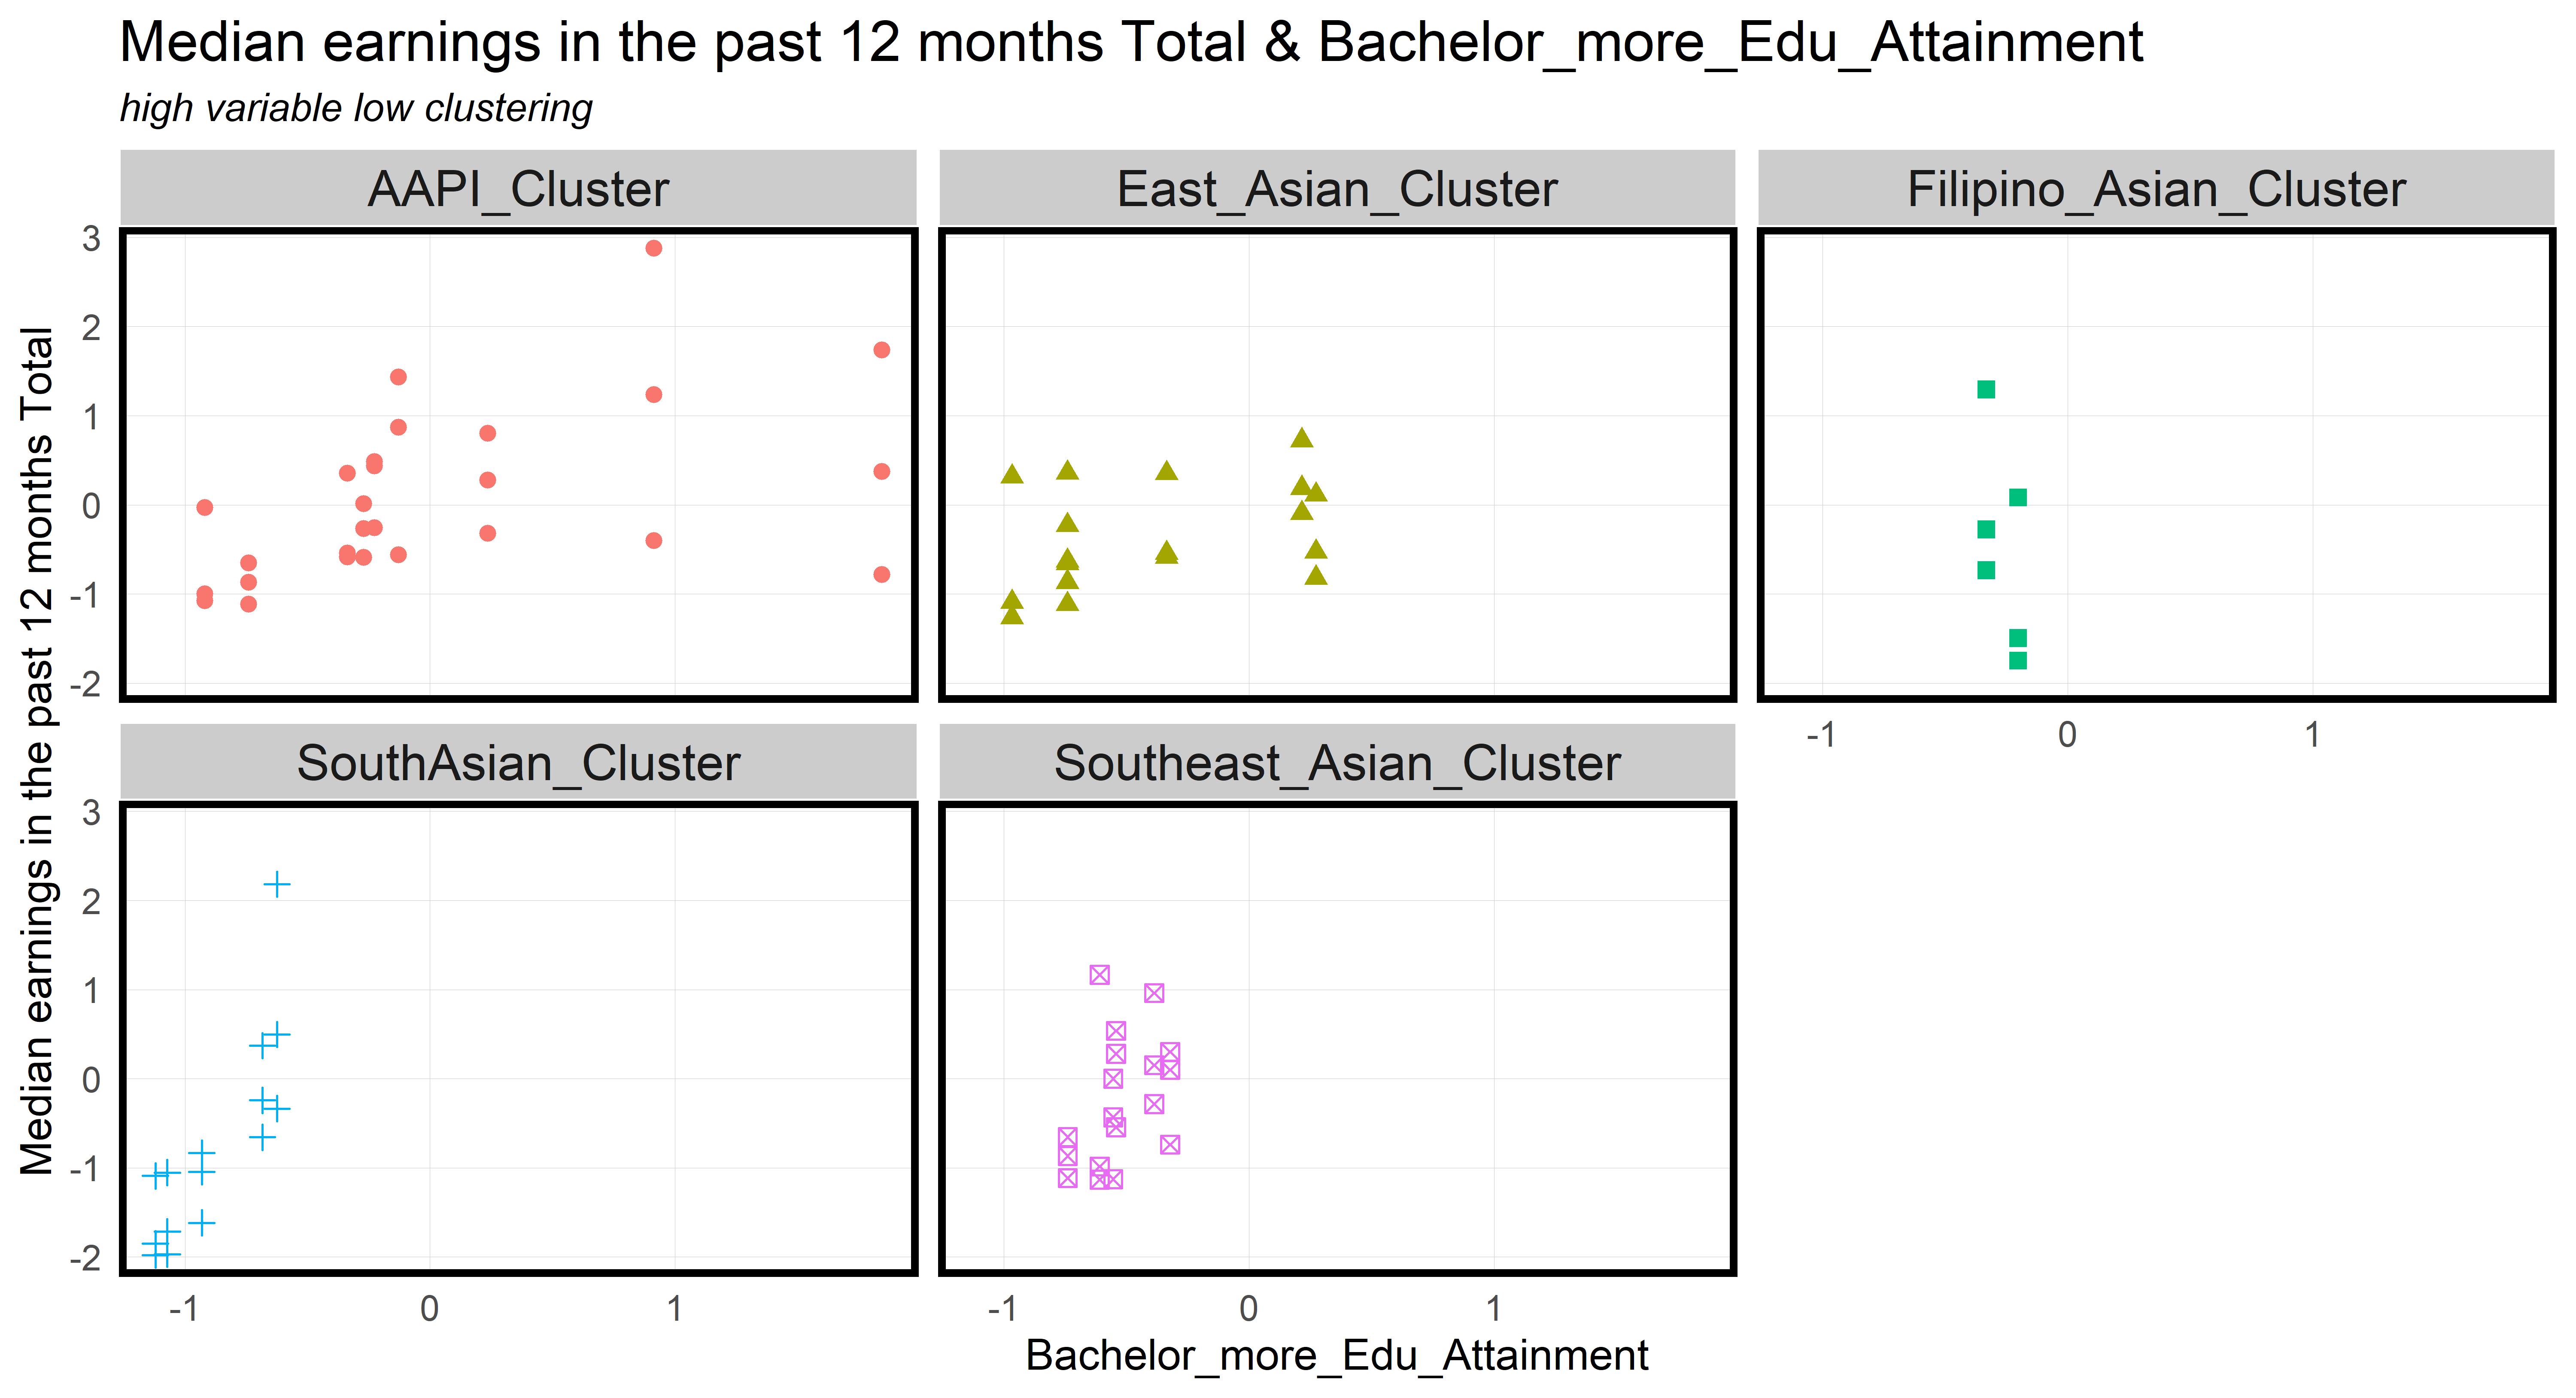 Median earnings in the past 12 months Total & Bachelor_more_Edu_Attainment
high variable low clustering
AAPI_Cluster
East_Asian_Cluster
Filipino_Asian_Cluster
3
2
1
0
-1
-2
-1
0
1
Median earnings in the past 12 months Total
SouthAsian_Cluster
Southeast_Asian_Cluster
3
2
1
0
-1
-2
-1
0
1
-1
0
1
Bachelor_more_Edu_Attainment